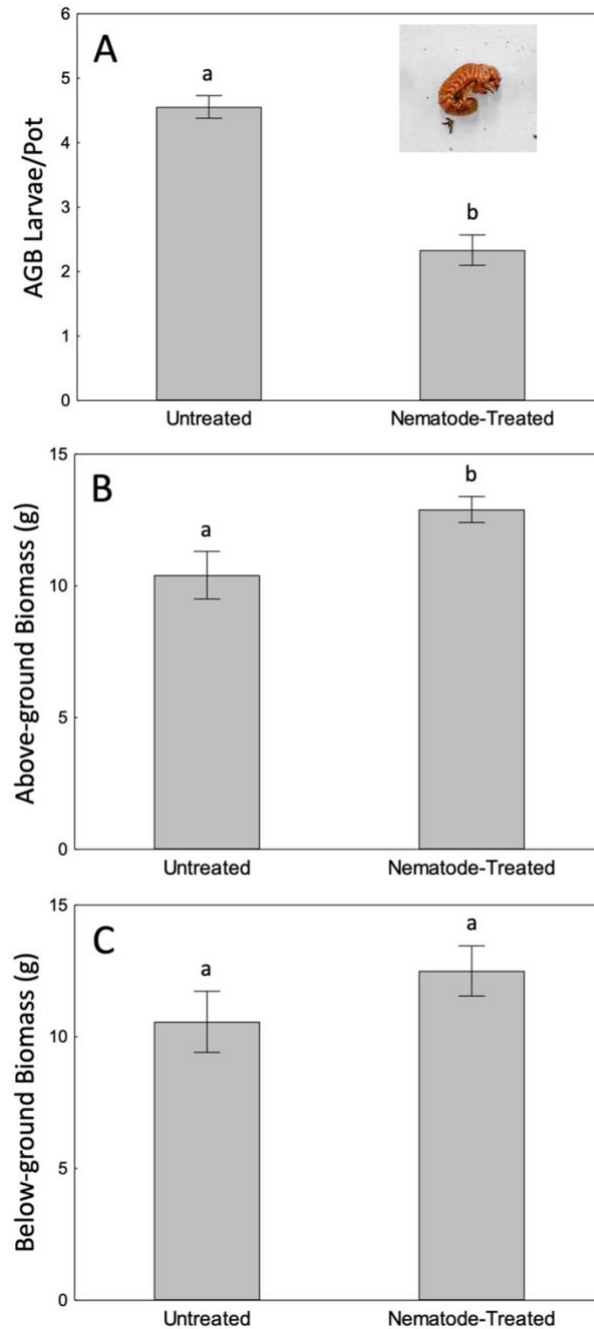 A
AGB Larvae/Pot
6
5
4
3
2
1
0
a
b
Untreated Nematode-Treated
B
Above-ground Biomass (g)
15
10
5
0
a
b
Untreated Nematode-Treated
C
Below-ground Biomass (g)
15
10
5
0
a
a
Untreated Nematode-Treated